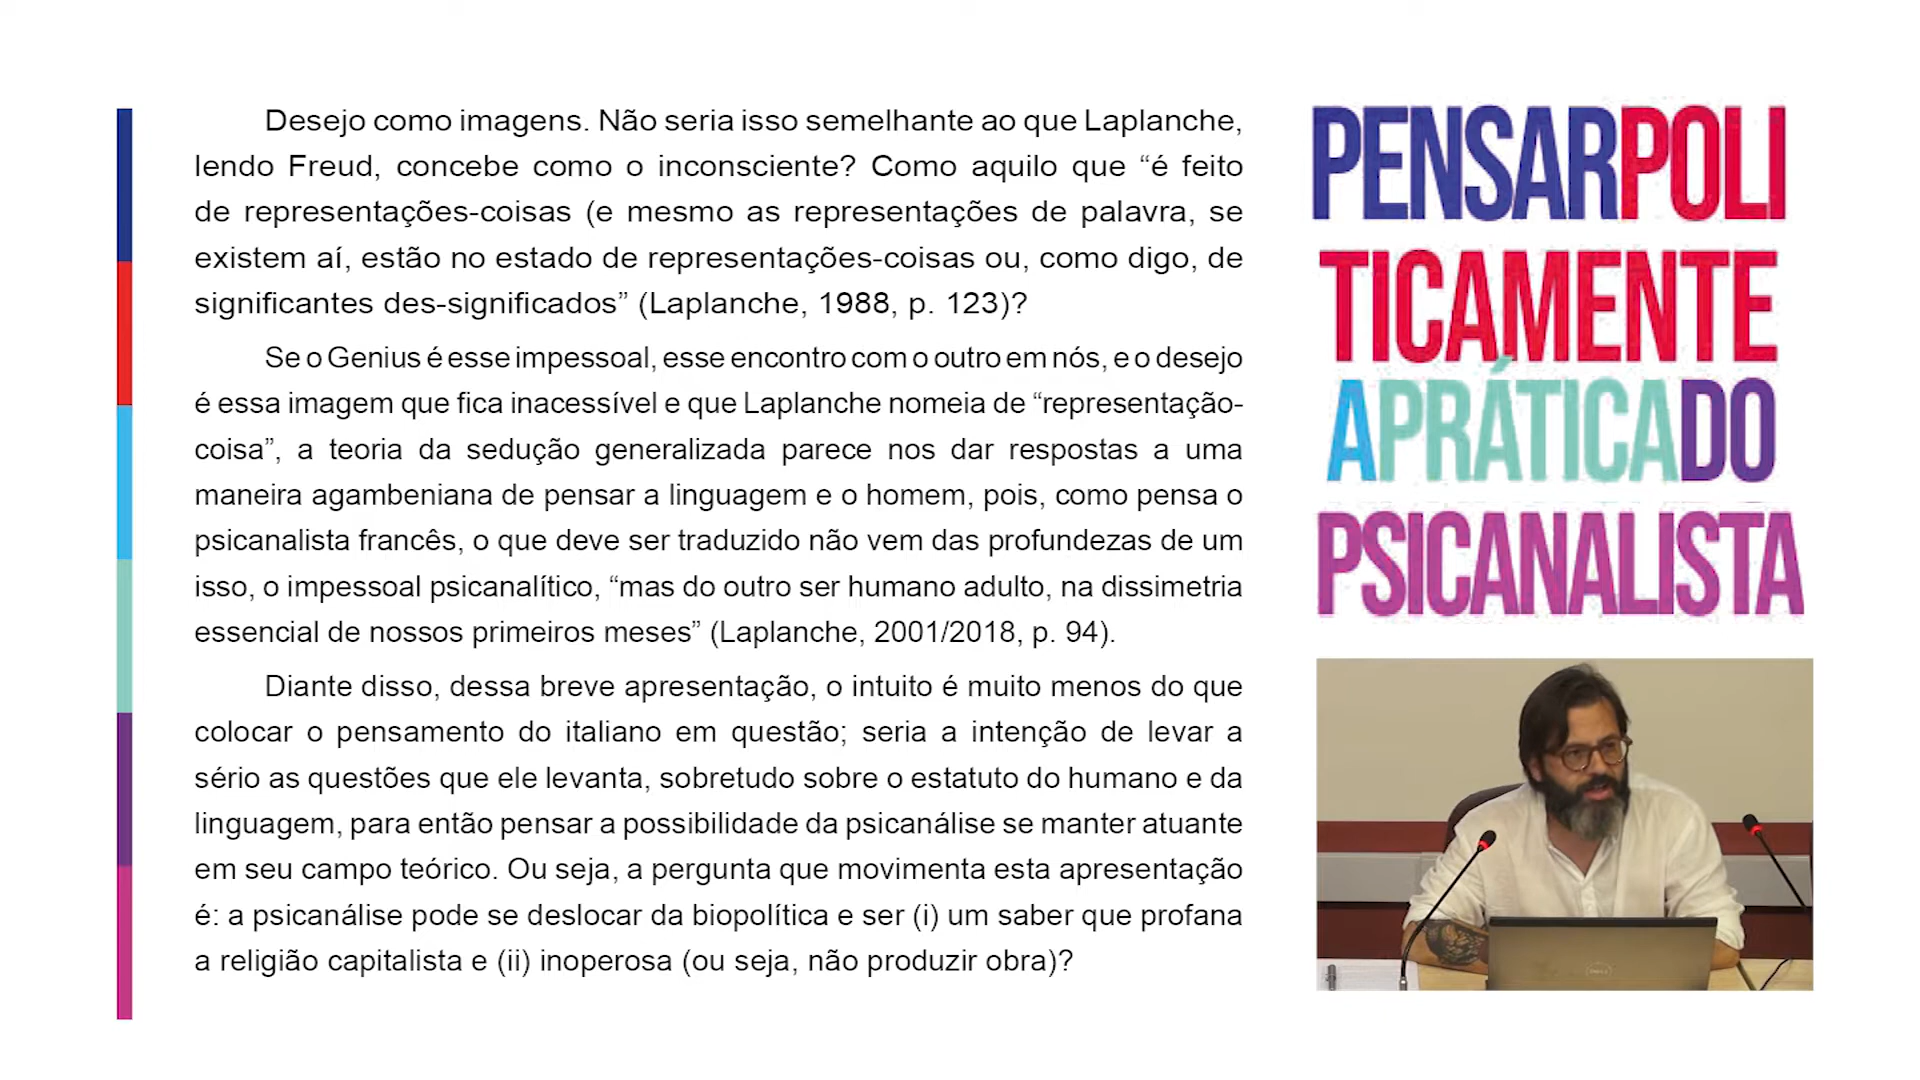 Desejo como imagens. Não seria isso semelhante ao que Laplanche,
lendo Freud, concebe como o inconsciente? Como aquilo que “é feito
de representações-coisas (e mesmo as representações de palavra, se
existem aí, estão no estado de representações-coisas ou, como digo, de
significantes des-significados” (Laplanche, 1988, p. 123)?
Se o Genius é esse impessoal, esse encontro com o outro em nós, e o desejo
é essa imagem que fica inacessível e que Laplanche nomeia de “representação-
coisa”, a teoria da sedução generalizada parece nos dar respostas a uma
maneira agambeniana de pensar a linguagem e o homem, pois, como pensa o
psicanalista francês, o que deve ser traduzido não vem das profundezas de um
isso, o impessoal psicanalítico, “mas do outro ser humano adulto, na dissimetria
essencial de nossos primeiros meses” (Laplanche, 2001/2018, p. 94).
Diante disso, dessa breve apresentação, o intuito é muito menos do que
colocar o pensamento do italiano em questão; seria a intenção de levar a
sério as questões que ele levanta, sobretudo sobre o estatuto do humano e da
linguagem, para então pensar a possibilidade da psicanálise se manter atuante
em seu campo teórico. Ou seja, a pergunta que movimenta esta apresentação
é: a psicanálise pode se deslocar da biopolítica e ser (i) um saber que profana
a religião capitalista e (ii) inoperosa (ou seja, não produzir obra)?
PENSARPOLI
TICAMENTE
APRÁTICADO
PSICANALISTA
DELL